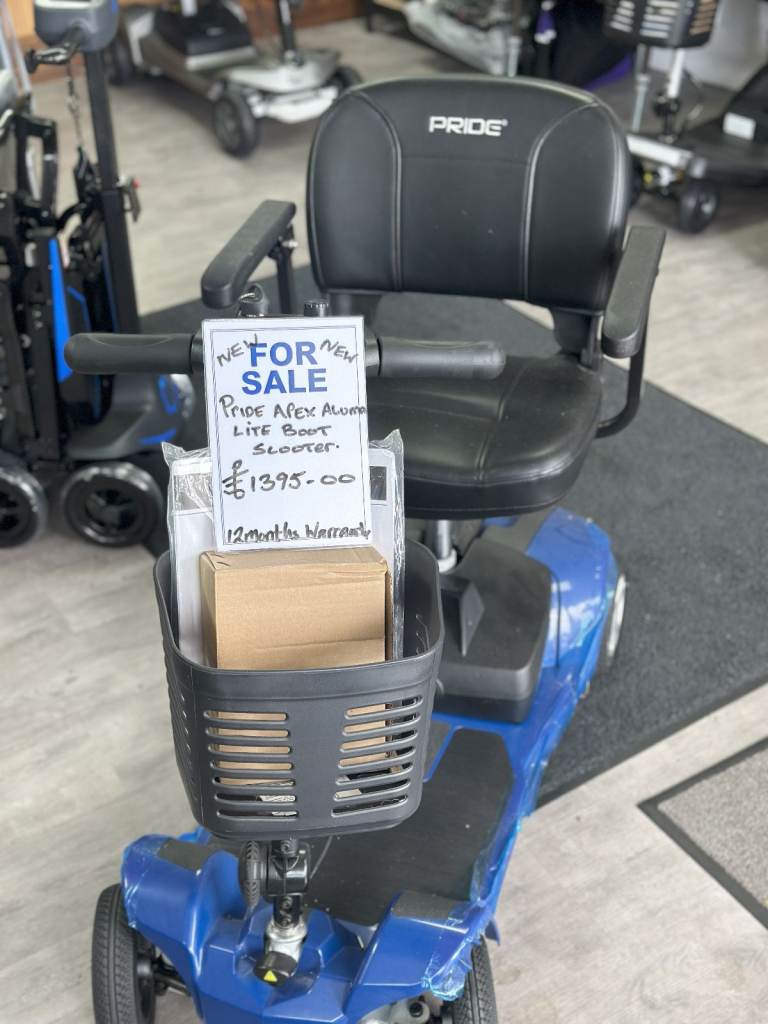 PRIDE®
NEW FOR NEW
SALE
PRIDE APEX ALUMA
LITE BOOT
SCOOTER.
£1395-00
12 Months Warranty